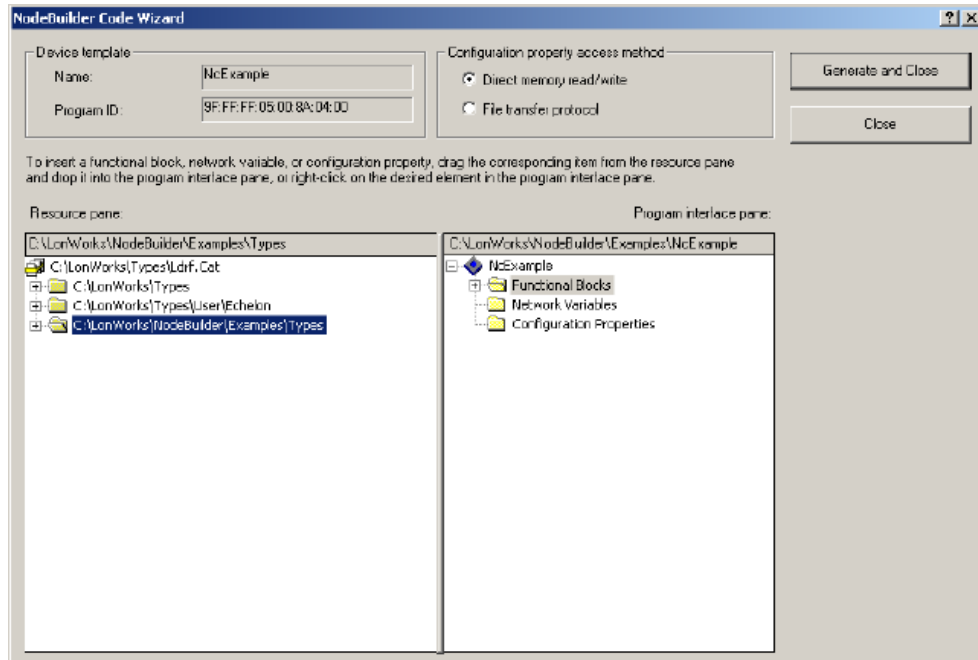 NodeBuilder Code Wizard
Device template
Name:
NcExample
Program ID:
9F:FF:FF:05:00:8A:04:00
Configuration property access method
Direct memory read/write
File transfer protocol
Generate and Close
Close
To insert a functional block, network variable, or configuration property, drag the corresponding item from the resource pane
and drop it into the program interface pane, or right-click on the desired element in the program interface pane.
Resource pane:
Program interface pane:
C:\LonWorks\NodeBuilder\Examples\Types
C:\LonWorks\Types\Ldrf.Cat
C:\LonWorks\Types
C:\LonWorks\Types\User\Echelon
C:\LonWorks\NodeBuilder\Examples\Types
C:\LonWorks\NodeBuilder\Examples\NcExample
NcExample
Functional Blocks
Network Variables
Configuration Properties